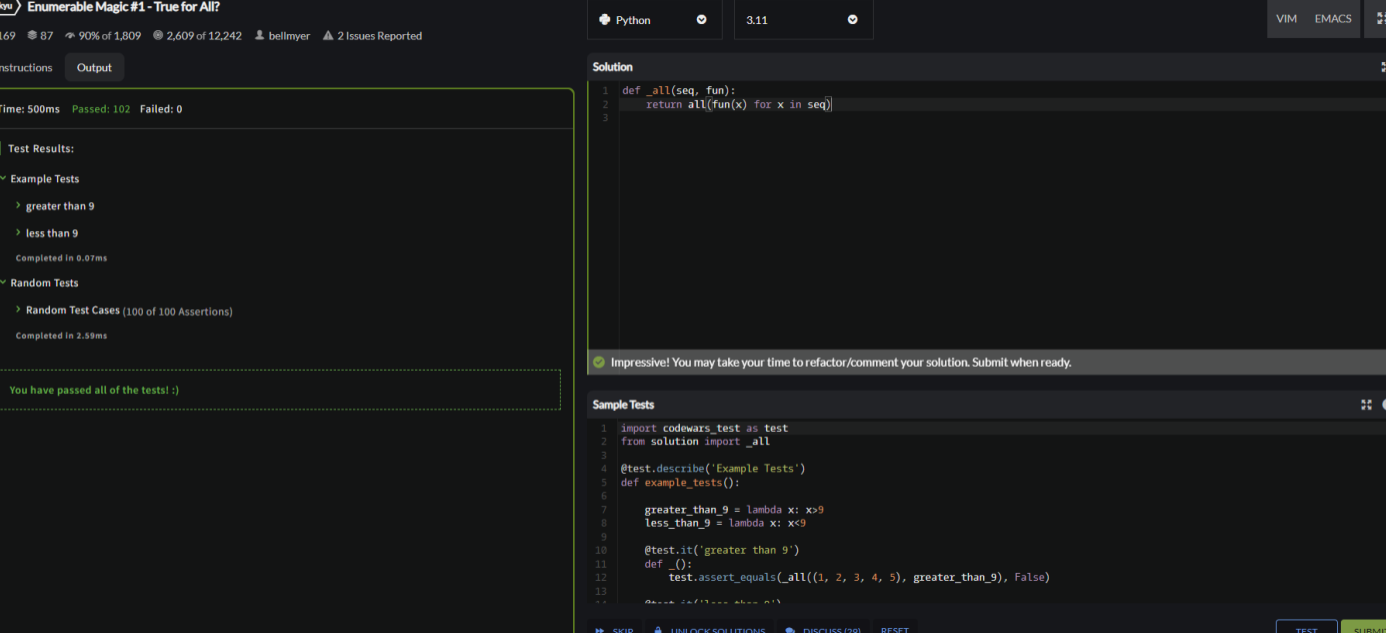 kyu Enumerable Magic #1 - True for All?
169 87 90% of 1,809 2,609 of 12,242 bellmyer 2 Issues Reported
nstructions Output
Time: 500ms Passed: 102 Failed: 0
Test Results:
Example Tests
greater than 9
less than 9
Completed in 0.07ms
Random Tests
Random Test Cases (100 of 100 Assertions)
Completed in 2.59ms
You have passed all of the tests! :)
Python 3.11 VIM EMACS
Solution
1 def _all(seq, fun):
2 return all(fun(x) for x in seq)
3
Impressive! You may take your time to refactor/comment your solution. Submit when ready.
Sample Tests
1 import codewars_test as test
2 from solution import _all
3
4 @test.describe('Example Tests')
5 def example_tests():
6
7 greater_than_9 = lambda x: x>9
8 less_than_9 = lambda x: x<9
9
10 @test.it('greater than 9')
11 def _():
12 test.assert_equals(_all((1, 2, 3, 4, 5), greater_than_9), False)
13
14 @test.it('less than 9')
SKIP UNLOCK SOLUTIONS DISCUSS (29) RESET TEST SUBMIT